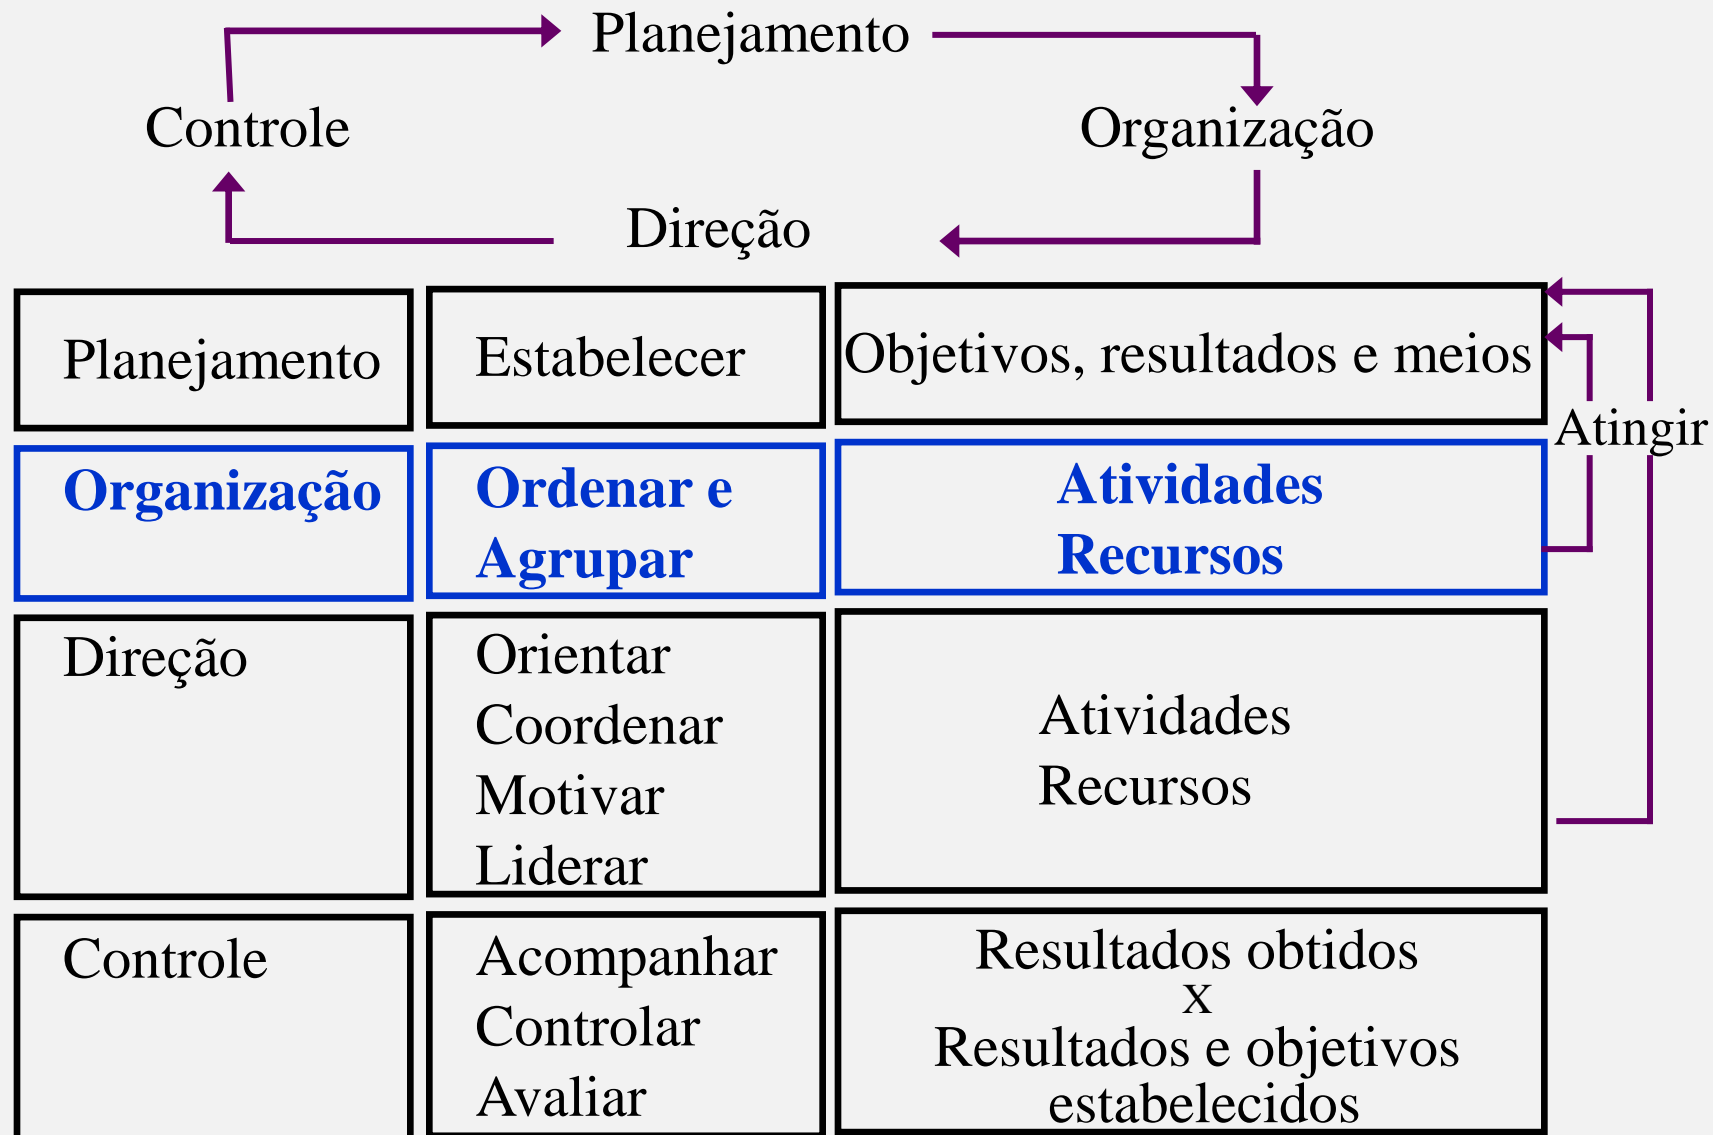 Planejamento
Controle
Organização
Direção
Planejamento
Estabelecer
Objetivos, resultados e meios
Atingir
Organização
Ordenar e
Agrupar
Atividades
Recursos
Direção
Orientar
Coordenar
Motivar
Liderar
Atividades
Recursos
Controle
Acompanhar
Controlar
Avaliar
Resultados obtidos
X
Resultados e objetivos
estabelecidos